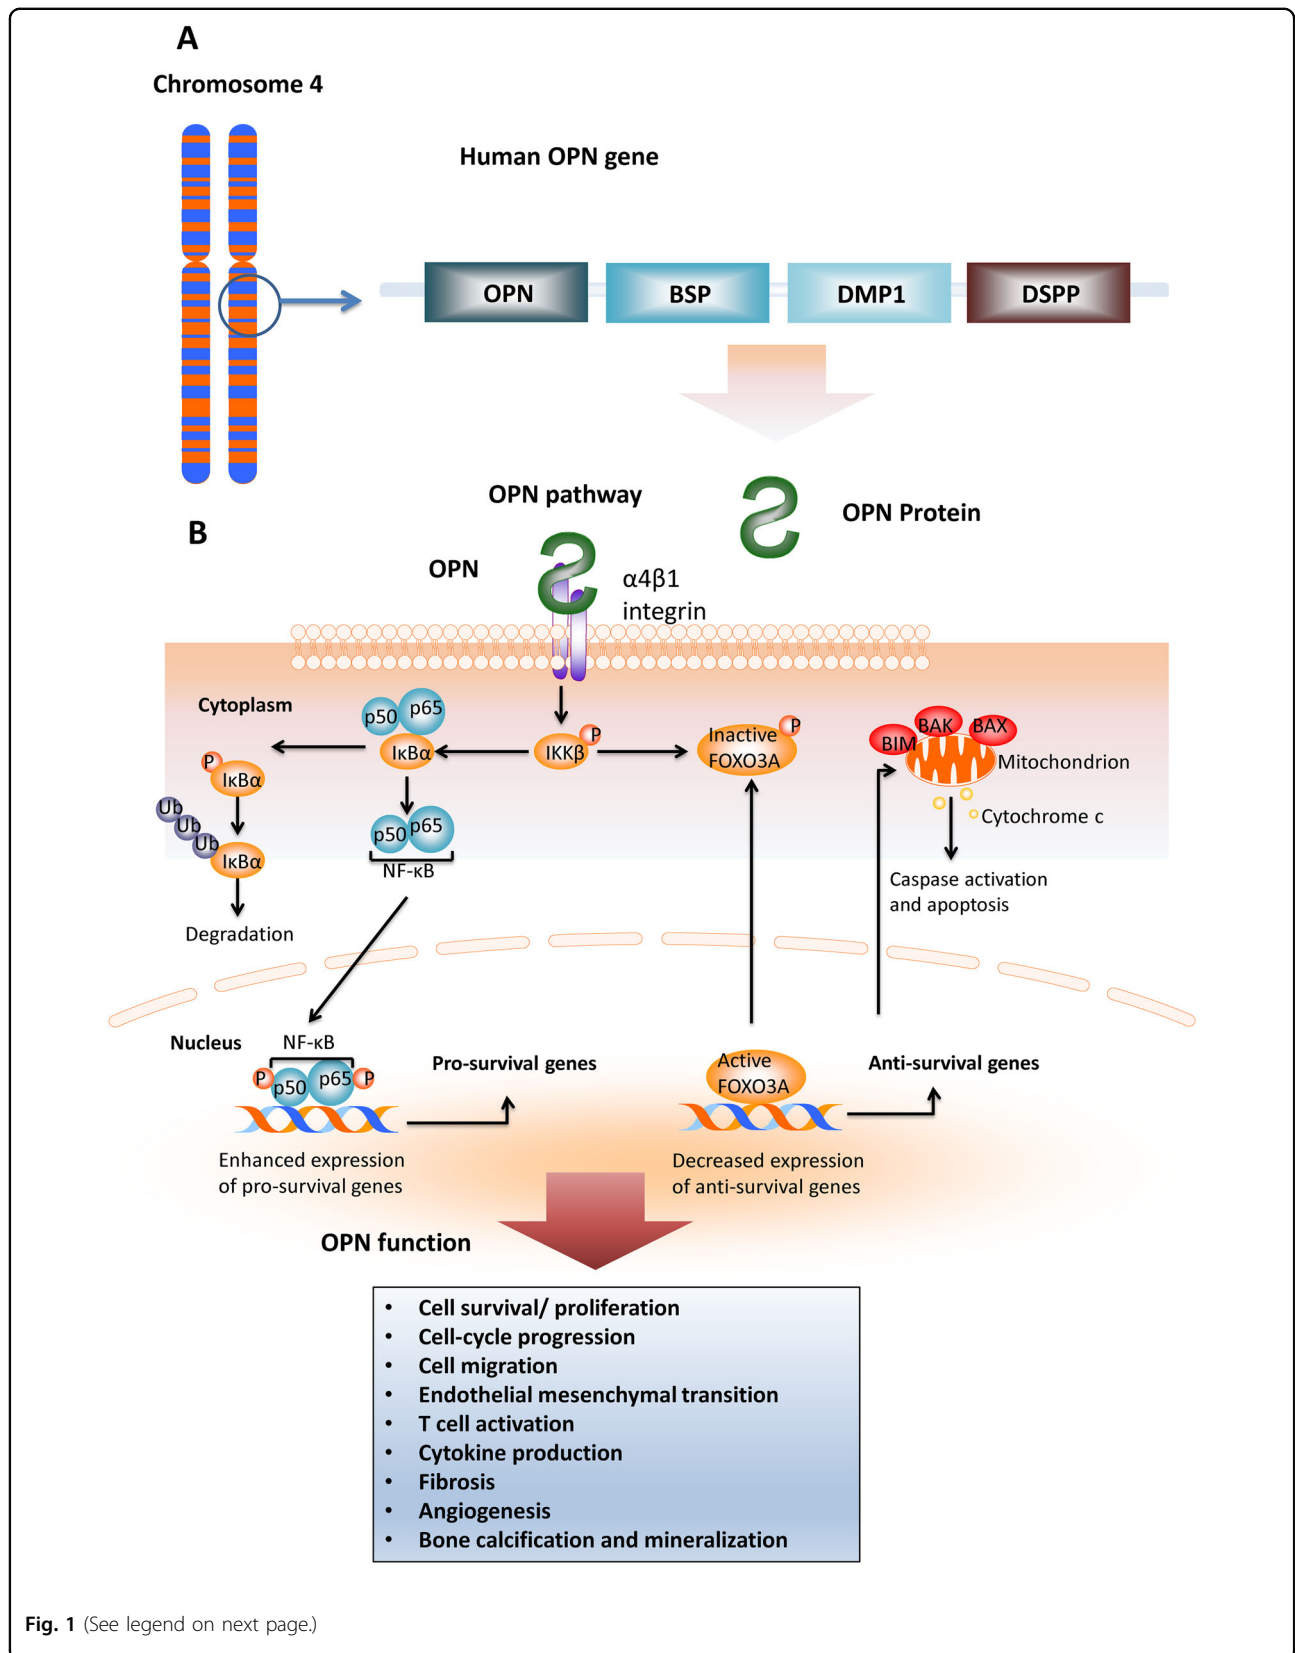 A
Chromosome 4
Human OPN gene
OPN
BSP
DMP1
DSPP
OPN pathway
OPN Protein
B
OPN
α4β1
integrin
Cytoplasm
p50
p65
IκBα
P
IKKβ
P
Inactive
FOXO3A
BIM
BAK
BAX
Mitochondrion
Cytochrome c
Caspase activation
and apoptosis
P
IκBα
Ub
Ub
Ub
IκBα
Degradation
p50
p65
NF-κB
Nucleus
NF-κB
P
p50
p65
P
Pro-survival genes
Active
FOXO3A
Anti-survival genes
Enhanced expression
of pro-survival genes
Decreased expression
of anti-survival genes
OPN function
• Cell survival/ proliferation
• Cell-cycle progression
• Cell migration
• Endothelial mesenchymal transition
• T cell activation
• Cytokine production
• Fibrosis
• Angiogenesis
• Bone calcification and mineralization
Fig. 1 (See legend on next page.)